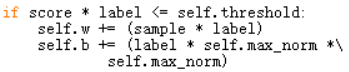 if score * label <= self.threshold:
    self.w += (sample * label)
    self.b += (label * self.max_norm *\
            self.max_norm)